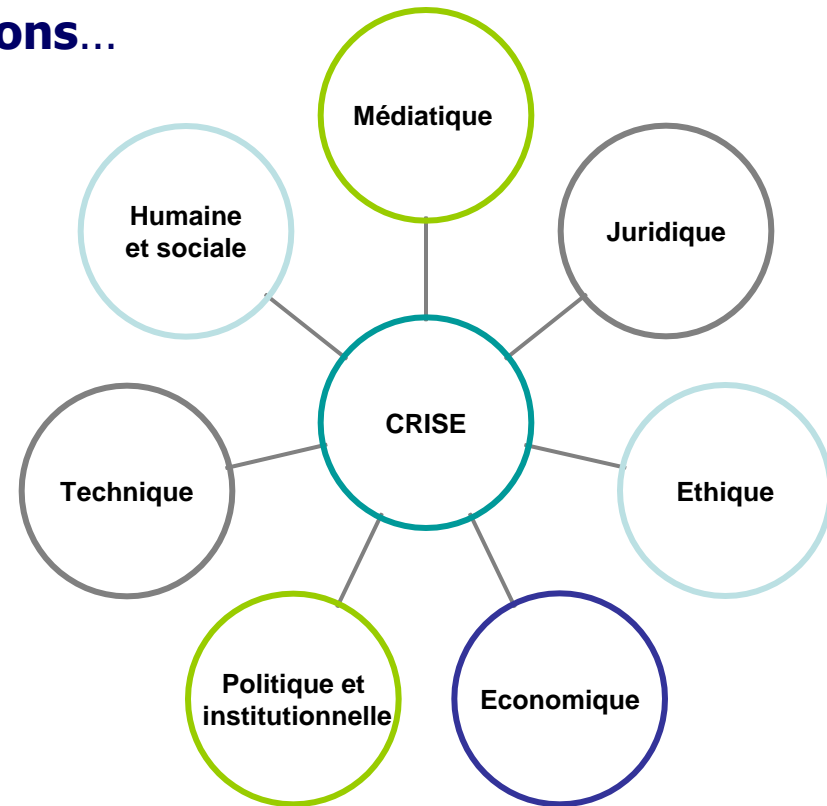 ons...
Médiatique
Humaine
et sociale
Juridique
CRISE
Technique
Ethique
Politique et
institutionnelle
Economique